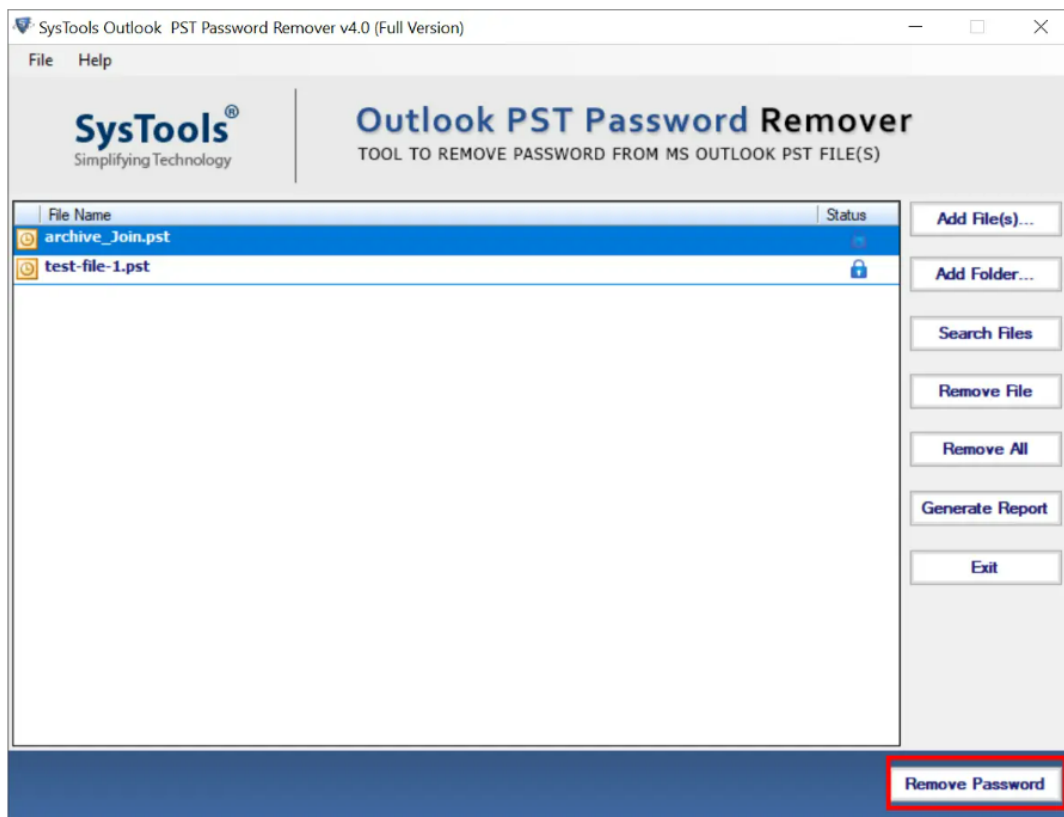 SysTools Outlook  PST Password Remover v4.0 (Full Version)
File Help
SysTools®
Simplifying Technology
Outlook PST Password Remover
TOOL TO REMOVE PASSWORD FROM MS OUTLOOK PST FILE(S)
File Name Status
archive_Join.pst
test-file-1.pst
Add File(s)...
Add Folder...
Search Files
Remove File
Remove All
Generate Report
Exit
Remove Password